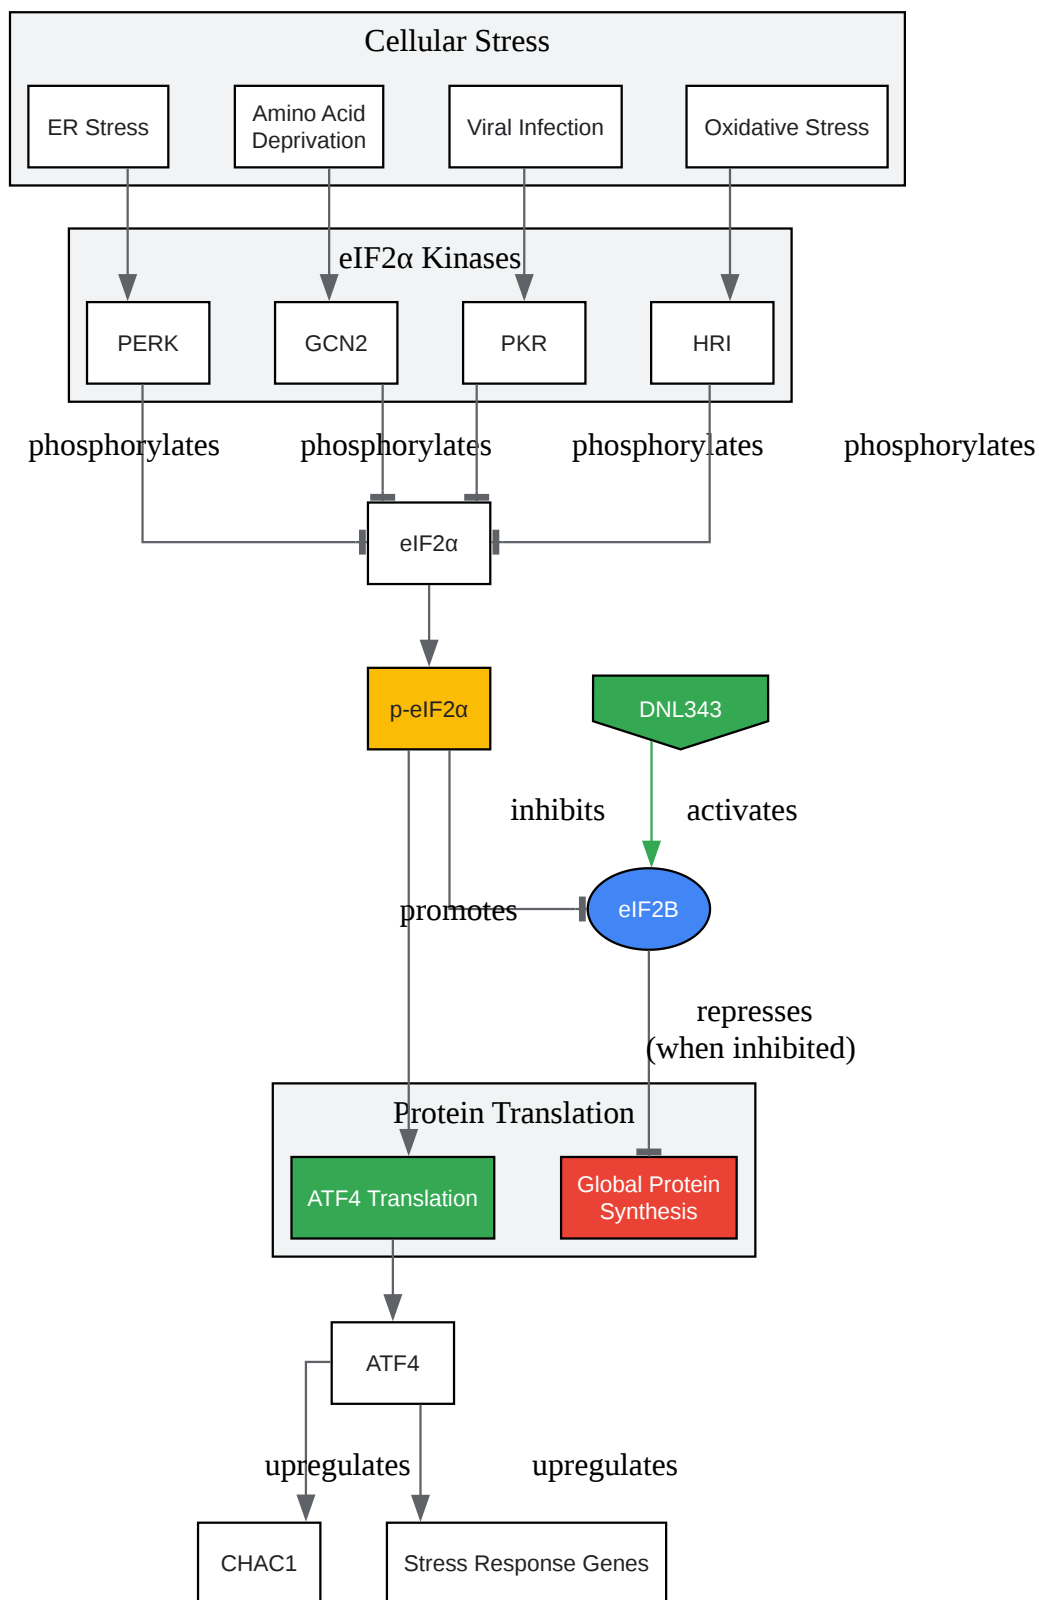 Cellular Stress
ER Stress
Amino Acid
Deprivation
Viral Infection
Oxidative Stress
eIF2α Kinases
PERK
GCN2
PKR
HRI
phosphorylates
phosphorylates
phosphorylates
phosphorylates
eIF2α
p-eIF2α
DNL343
inhibits
activates
promotes
eIF2B
represses
(when inhibited)
Protein Translation
ATF4 Translation
Global Protein
Synthesis
ATF4
upregulates
upregulates
CHAC1
Stress Response Genes